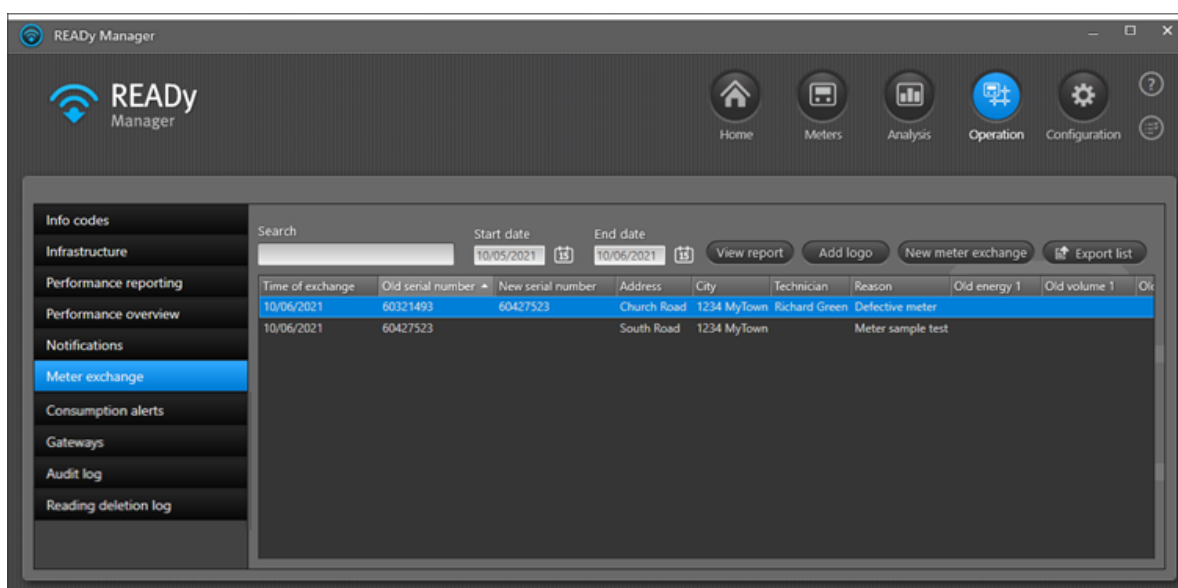 READy Manager
READy
Manager
Home Meters Analysis Operation Configuration
Info codes
Infrastructure
Performance reporting
Performance overview
Notifications
Meter exchange
Consumption alerts
Gateways
Audit log
Reading deletion log
Search Start date End date
10/05/2021 15 10/06/2021 15 View report Add logo New meter exchange Export list
Time of exchange Old serial number New serial number Address City Technician Reason Old energy 1 Old volume 1
10/06/2021 60321493 60427523 Church Road 1234 MyTown Richard Green Defective meter
10/06/2021 60427523 South Road 1234 MyTown Meter sample test